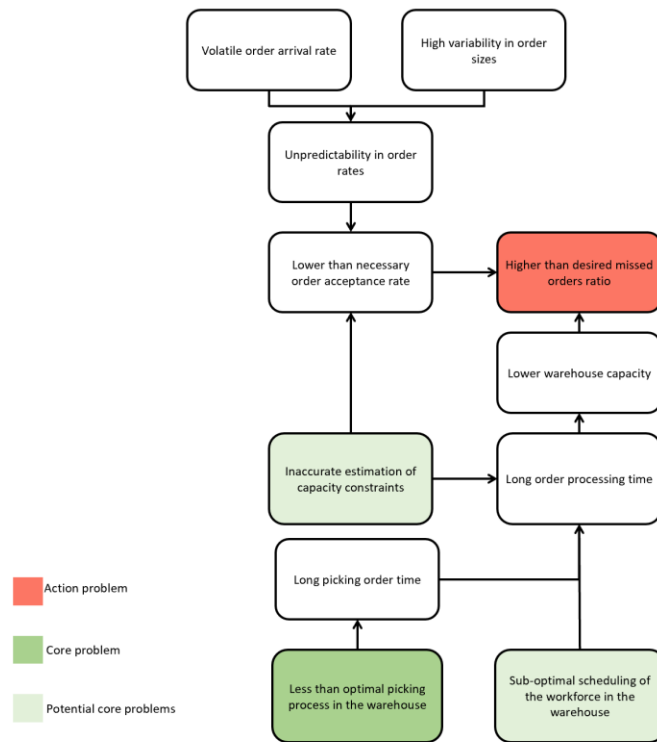 Volatile order arrival rate
High variability in order
sizes
Unpredictability in order
rates
Lower than necessary
order acceptance rate
Higher than desired missed
orders ratio
Lower warehouse capacity
Inaccurate estimation of
capacity constraints
Long order processing time
Long picking order time
Action problem
Core problem
Less than optimal picking
process in the warehouse
Sub-optimal scheduling of
the workforce in the
warehouse
Potential core problems